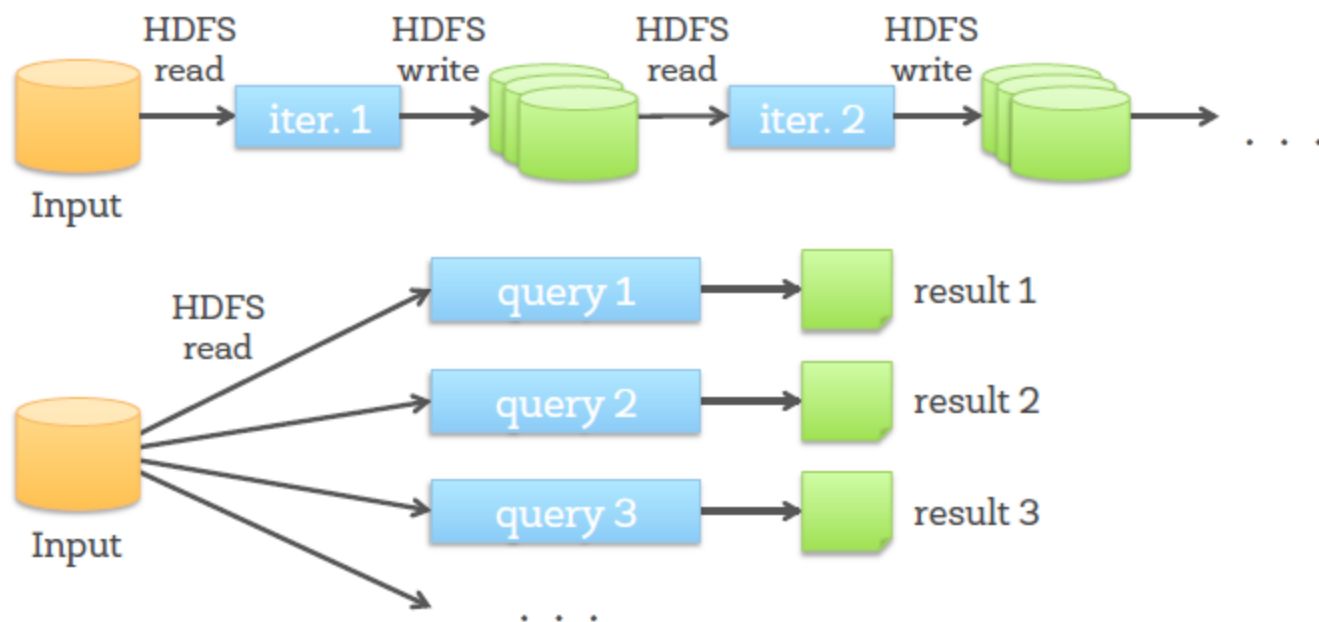 HDFS
read
HDFS
write
HDFS
read
HDFS
write
iter. 1
iter. 2
. . .
Input
HDFS
read
query 1
result 1
query 2
result 2
query 3
result 3
Input
. . .